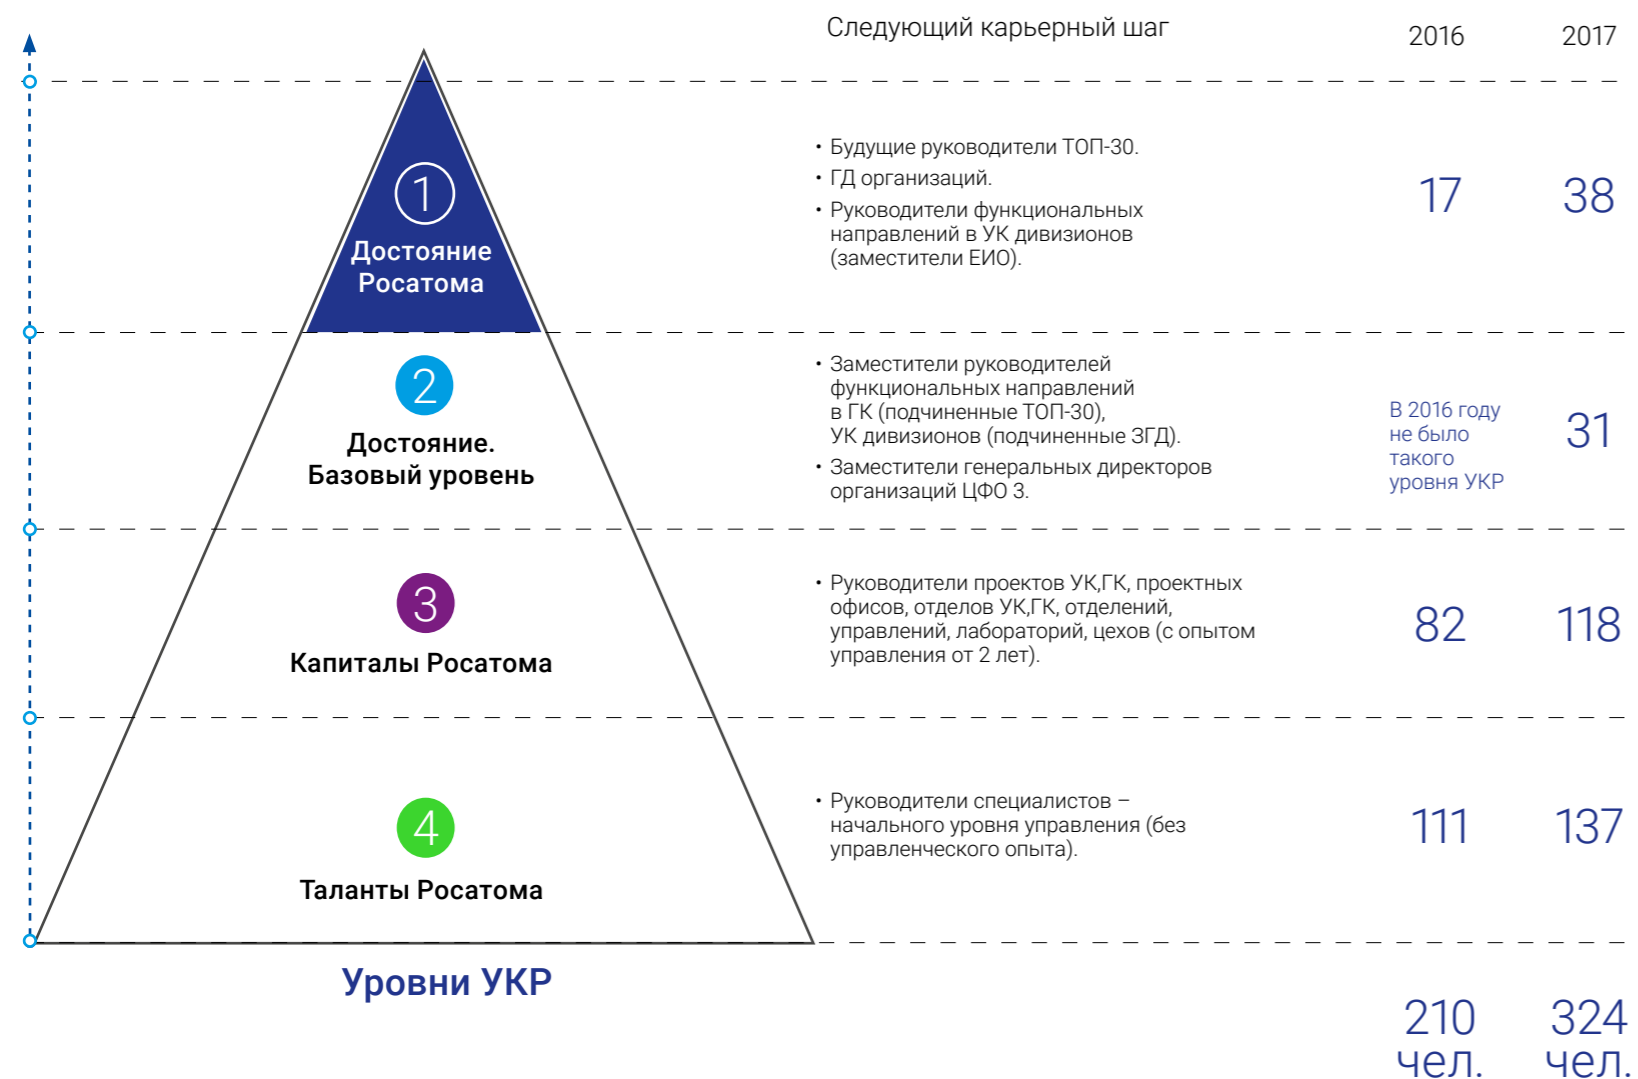 Следующий карьерный шаг
2016
2017
1
Достояние
Росатома
• Будущие руководители ТОП-30.
• ГД организаций.
• Руководители функциональных
направлений в УК дивизионов
(заместители ЕИО).
17
38
2
Достояние.
Базовый уровень
• Заместители руководителей
функциональных направлений
в ГК (подчиненные ТОП-30),
УК дивизионов (подчиненные ЗГД).
• Заместители генеральных директоров
организаций ЦФО 3.
В 2016 году
не было
такого
уровня УКР
31
3
Капиталы Росатома
• Руководители проектов УК,ГК, проектных
офисов, отделов УК,ГК, отделений,
управлений, лабораторий, цехов (с опытом
управления от 2 лет).
82
118
4
Таланты Росатома
• Руководители специалистов –
начального уровня управления (без
управленческого опыта).
111
137
Уровни УКР
210
чел.
324
чел.